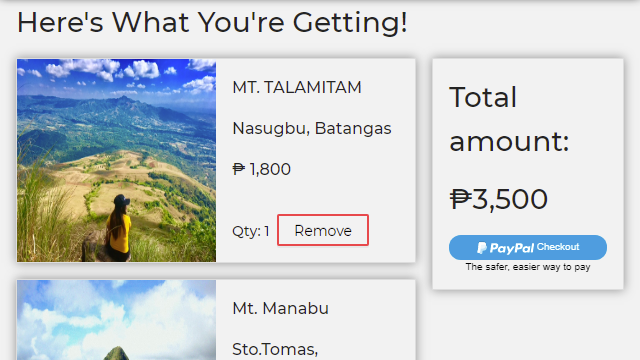 Here's What You're Getting!
MT. TALAMITAM
Nasugbu, Batangas
₱ 1,800
Qty: 1 Remove
Mt. Manabu
Sto.Tomas,
Total
amount:
₱3,500
PayPal Checkout
The safer, easier way to pay